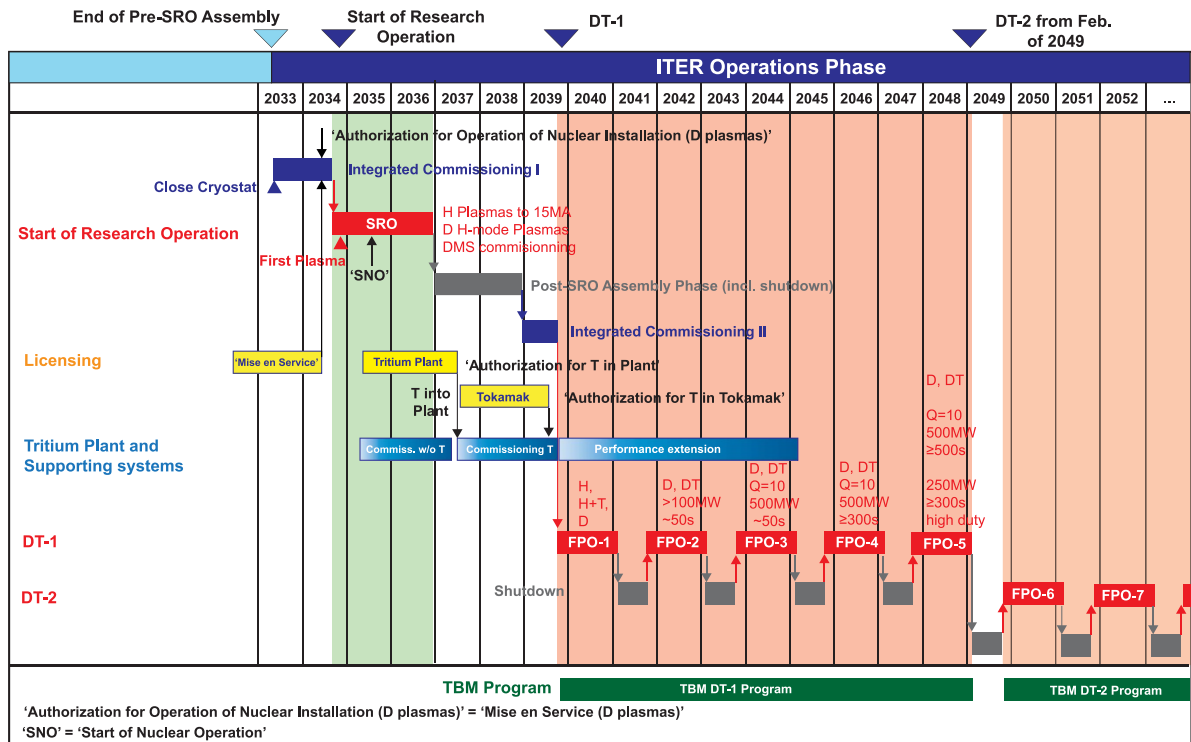 End of Pre-SRO Assembly
Start of Research
Operation
DT-1
DT-2 from Feb.
of 2049
ITER Operations Phase
2033 2034 2035 2036 2037 2038 2039 2040 2041 2042 2043 2044 2045 2046 2047 2048 2049 2050 2051 2052 ...
'Authorization for Operation of Nuclear Installation (D plasmas)'
Integrated Commissioning I
Close Cryostat
Start of Research Operation
SRO
H Plasmas to 15MA
D H-mode Plasmas
DMS commisionning
First Plasma
'SNO'
Post-SRO Assembly Phase (incl. shutdown)
Integrated Commissioning II
Licensing
'Mise en Service'
Tritium Plant
'Authorization for T in Plant'
T into
Plant
Tokamak
'Authorization for T in Tokamak'
Tritium Plant and
Supporting systems
Commiss. w/o T
Commissioning T
Performance extension
H,
H+T,
D
D, DT
>100MW
~50s
D, DT
Q=10
500MW
~50s
D, DT
Q=10
500MW
≥300s
D, DT
Q=10
500MW
≥500s
250MW
≥300s
high duty
DT-1
FPO-1
FPO-2
FPO-3
FPO-4
FPO-5
DT-2
Shutdown
FPO-6
FPO-7
TBM Program
TBM DT-1 Program
TBM DT-2 Program
'Authorization for Operation of Nuclear Installation (D plasmas)' = 'Mise en Service (D plasmas)'
'SNO' = 'Start of Nuclear Operation'